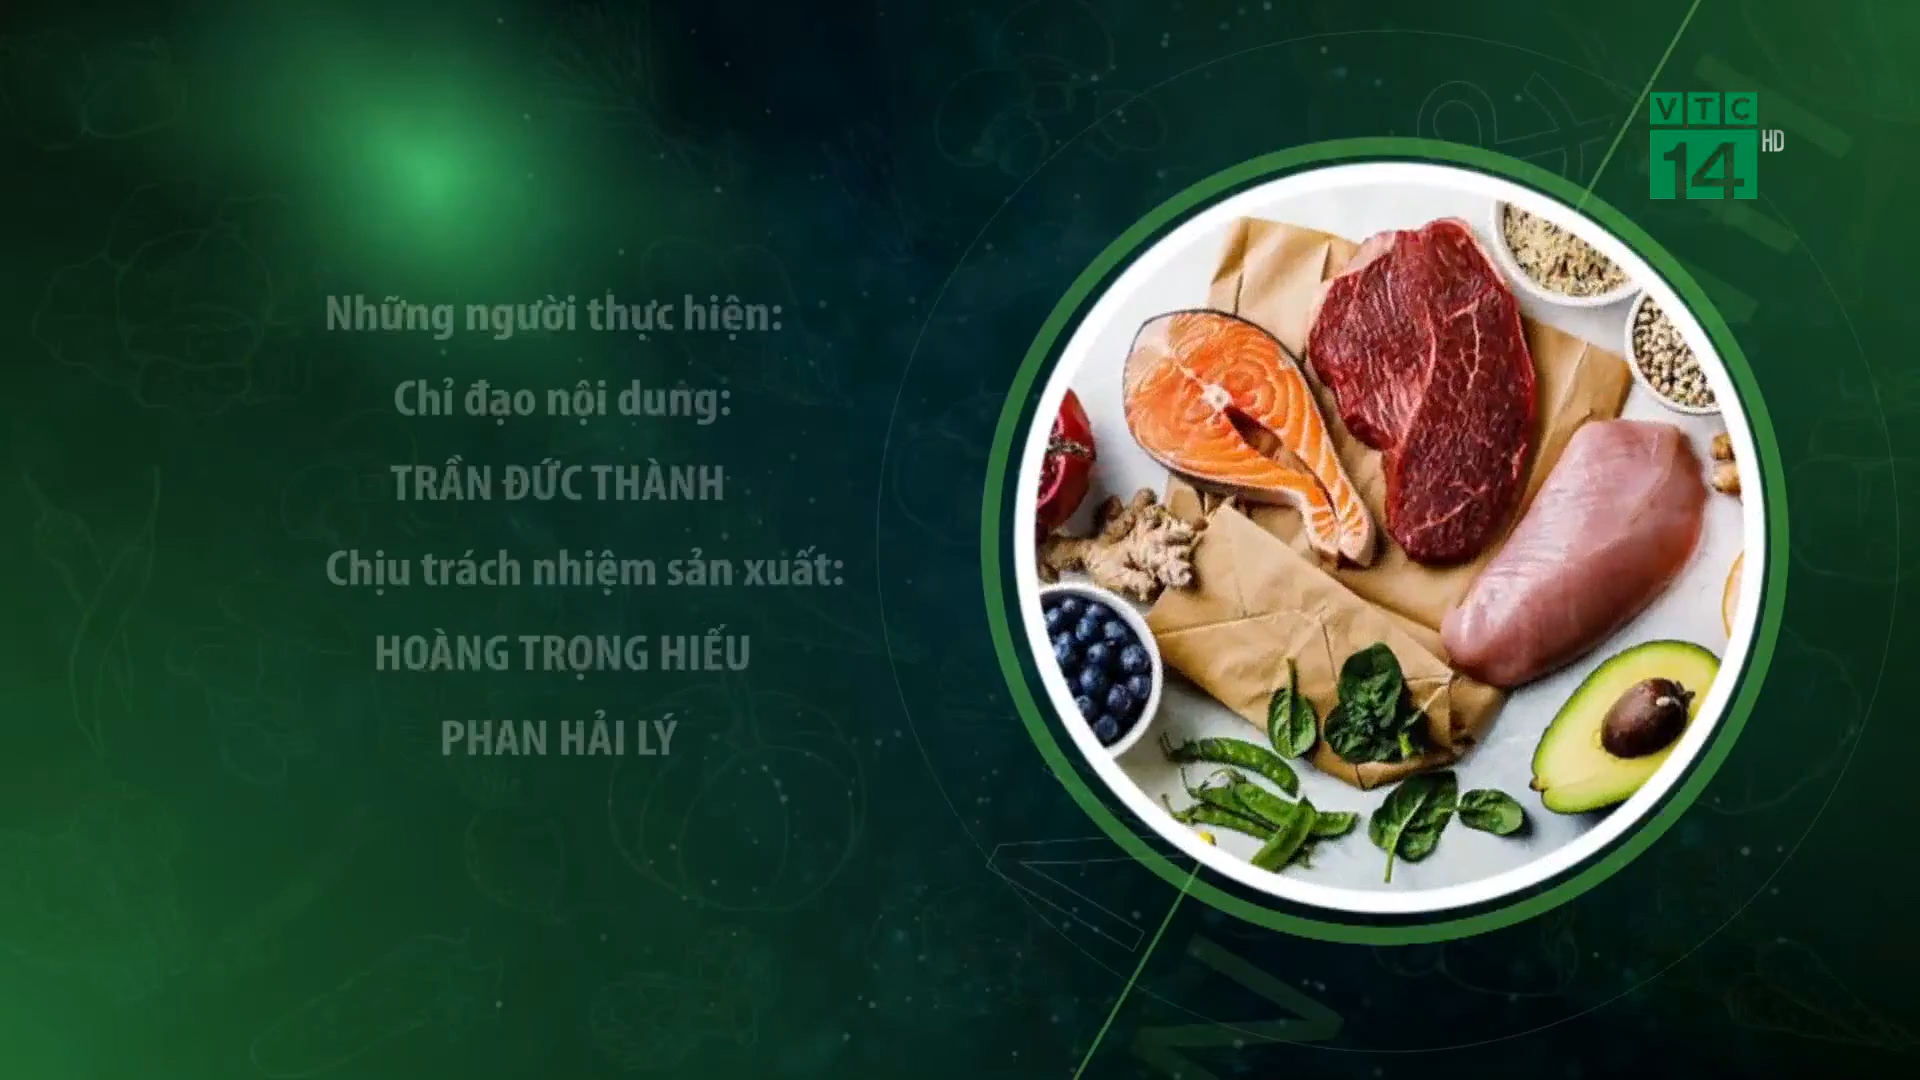 VTC
14
HD
Những người thực hiện:
Chỉ đạo nội dung:
TRẦN ĐỨC THÀNH
Chịu trách nhiệm sản xuất:
HOÀNG TRỌNG HIẾU
PHAN HẢI LÝ